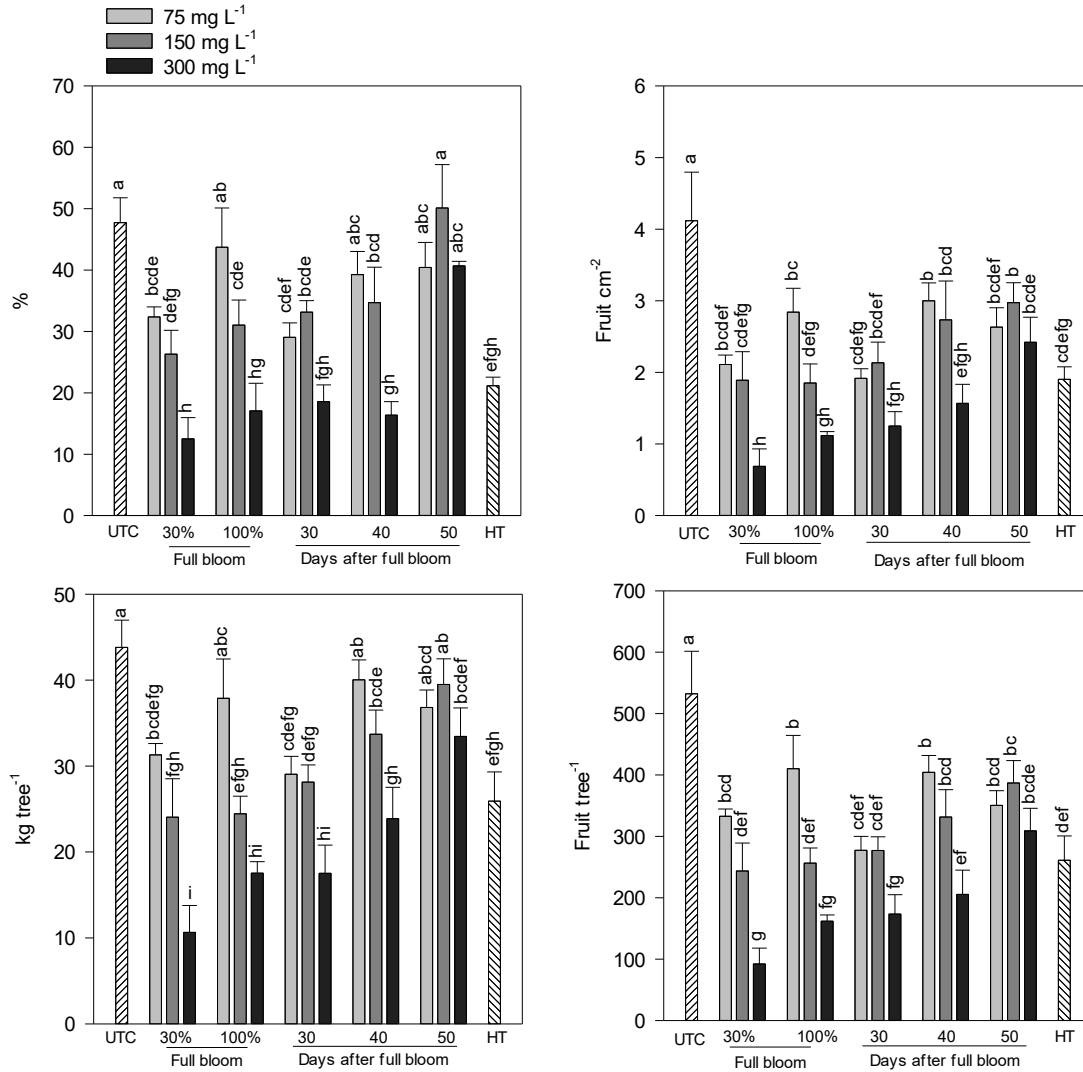 75 mg L⁻¹
150 mg L⁻¹
300 mg L⁻¹
%
70
60
50
40
30
20
10
0
a
bcde
defg
h
ab
cde
hg
cdef
bcde
fgh
abc
bcd
gh
abc
a
abc
efgh
UTC 30% 100% 30 40 50 HT
Full bloom Days after full bloom
Fruit cm⁻²
6
5
4
3
2
1
0
a
bcdef
cdefg
h
bc
defg
gh
cdefg
bcdef
fgh
b
bcd
efgh
bcdef
b
bcde
cdefg
UTC 30% 100% 30 40 50 HT
Full bloom Days after full bloom
kg tree⁻¹
50
40
30
20
10
0
a
bcdefg
fgh
i
abc
efgh
hi
cdefg
defg
hi
ab
bcde
gh
abcd
ab
bcdef
efgh
UTC 30% 100% 30 40 50 HT
Full bloom Days after full bloom
Fruit tree⁻¹
700
600
500
400
300
200
100
0
a
bcd
def
g
b
def
fg
cdef
cdef
fg
b
bcd
ef
bcd
bc
bcde
def
UTC 30% 100% 30 40 50 HT
Full bloom Days after full bloom